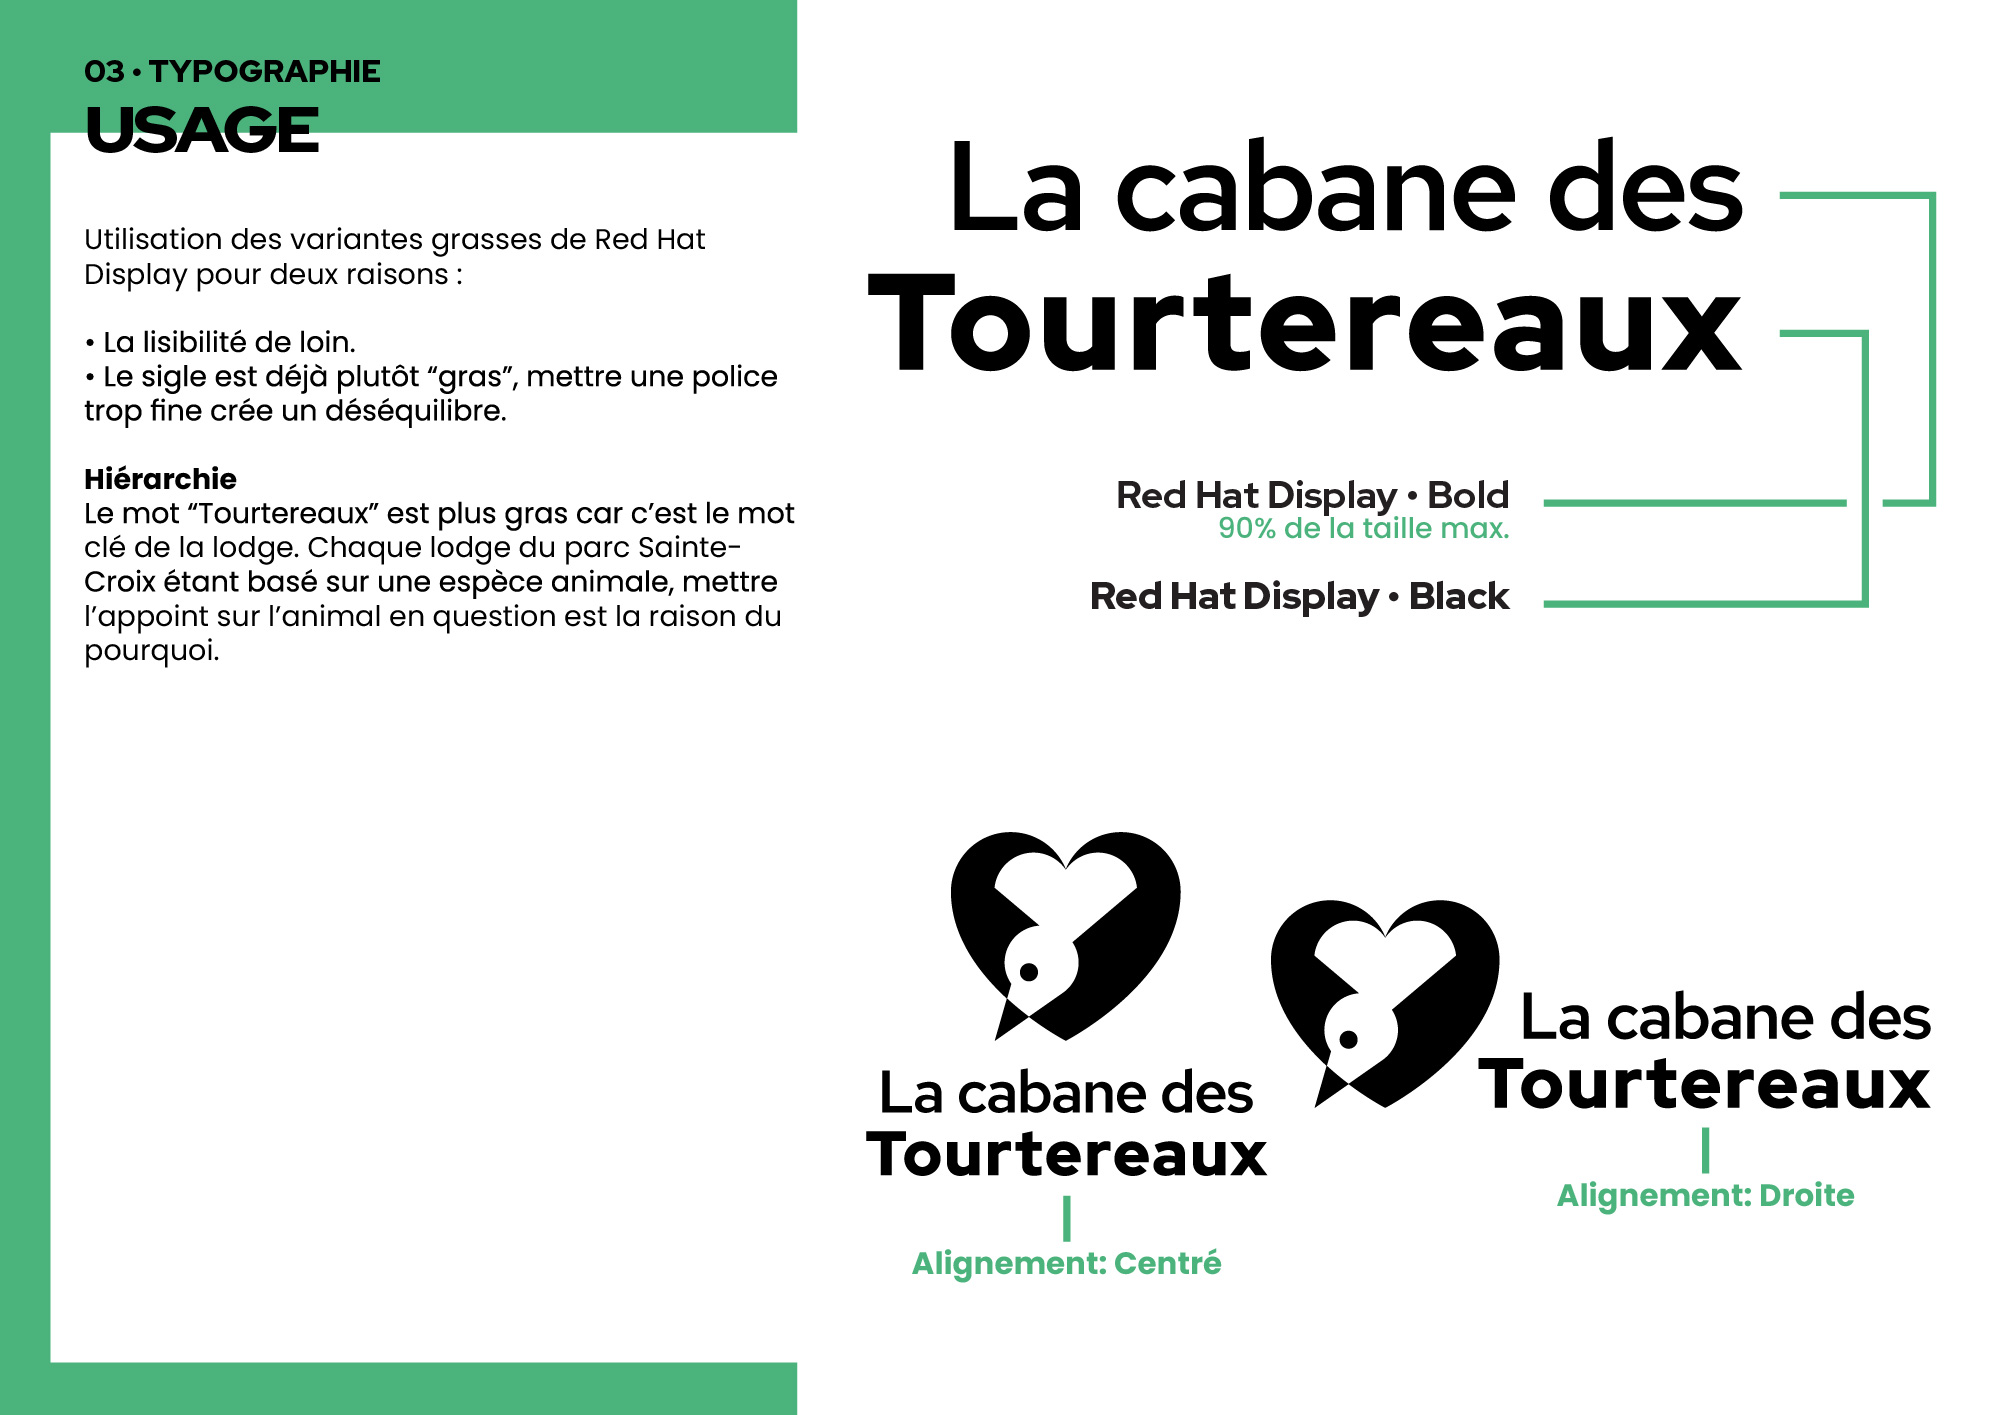 03 • TYPOGRAPHIE
USAGE
Utilisation des variantes grasses de Red Hat
Display pour deux raisons :
• La lisibilité de loin.
• Le sigle est déjà plutôt “gras”, mettre une police
trop fine crée un déséquilibre.
Hiérarchie
Le mot “Tourtereaux” est plus gras car c’est le mot
clé de la lodge. Chaque lodge du parc Sainte-
Croix étant basé sur une espèce animale, mettre
l’appoint sur l’animal en question est la raison du
pourquoi.
La cabane des
Tourtereaux
Red Hat Display • Bold
90% de la taille max.
Red Hat Display • Black
La cabane des
Tourtereaux
Alignement: Centré
La cabane des
Tourtereaux
Alignement: Droite